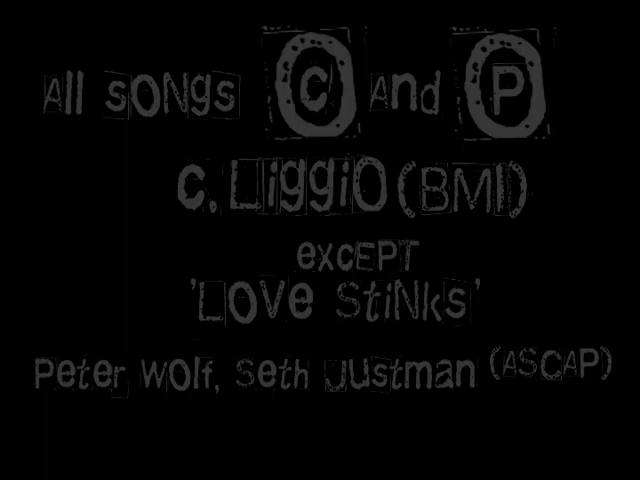 All SONgs © And ℗
c. LiggiO (BMI)
excEPT
'LOVe StiNks'
Peter WOlf, Seth Justman (ASCAP)